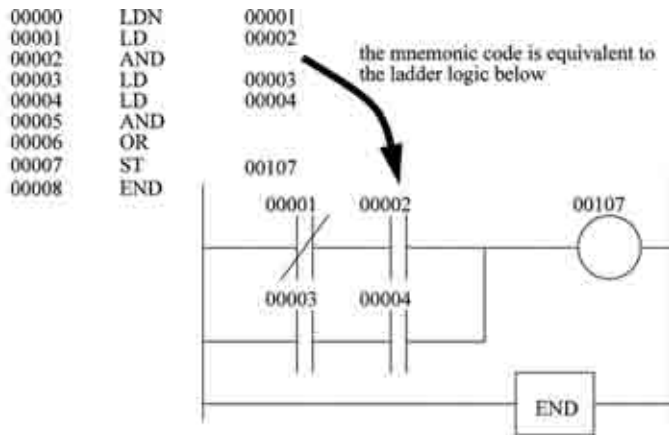 00000 LDN 00001
00001 LD 00002
00002 AND
00003 LD 00003
00004 LD 00004
00005 AND
00006 OR
00007 ST 00107
00008 END
the mnemonic code is equivalent to
the ladder logic below
00001 00002 00107
00003 00004
END